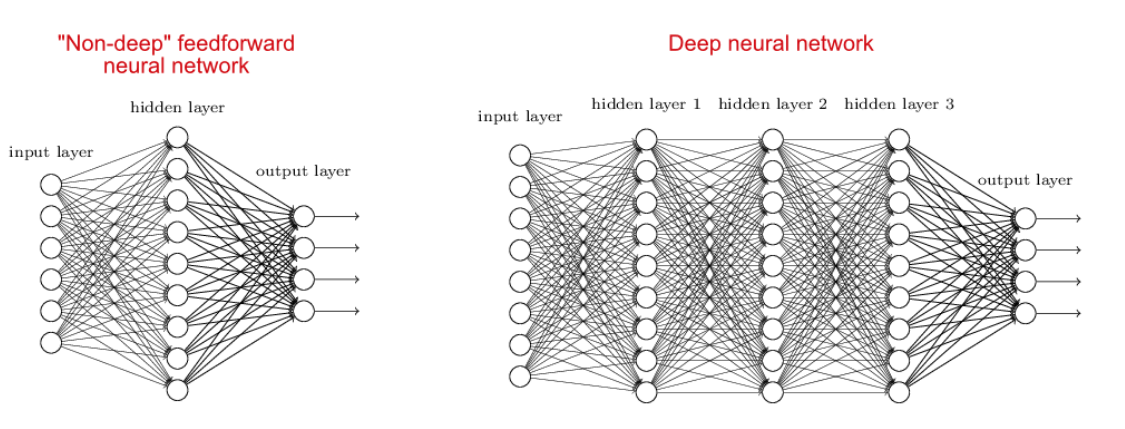 "Non-deep" feedforward
neural network
hidden layer
input layer
output layer
Deep neural network
hidden layer 1
hidden layer 2
hidden layer 3
input layer
output layer